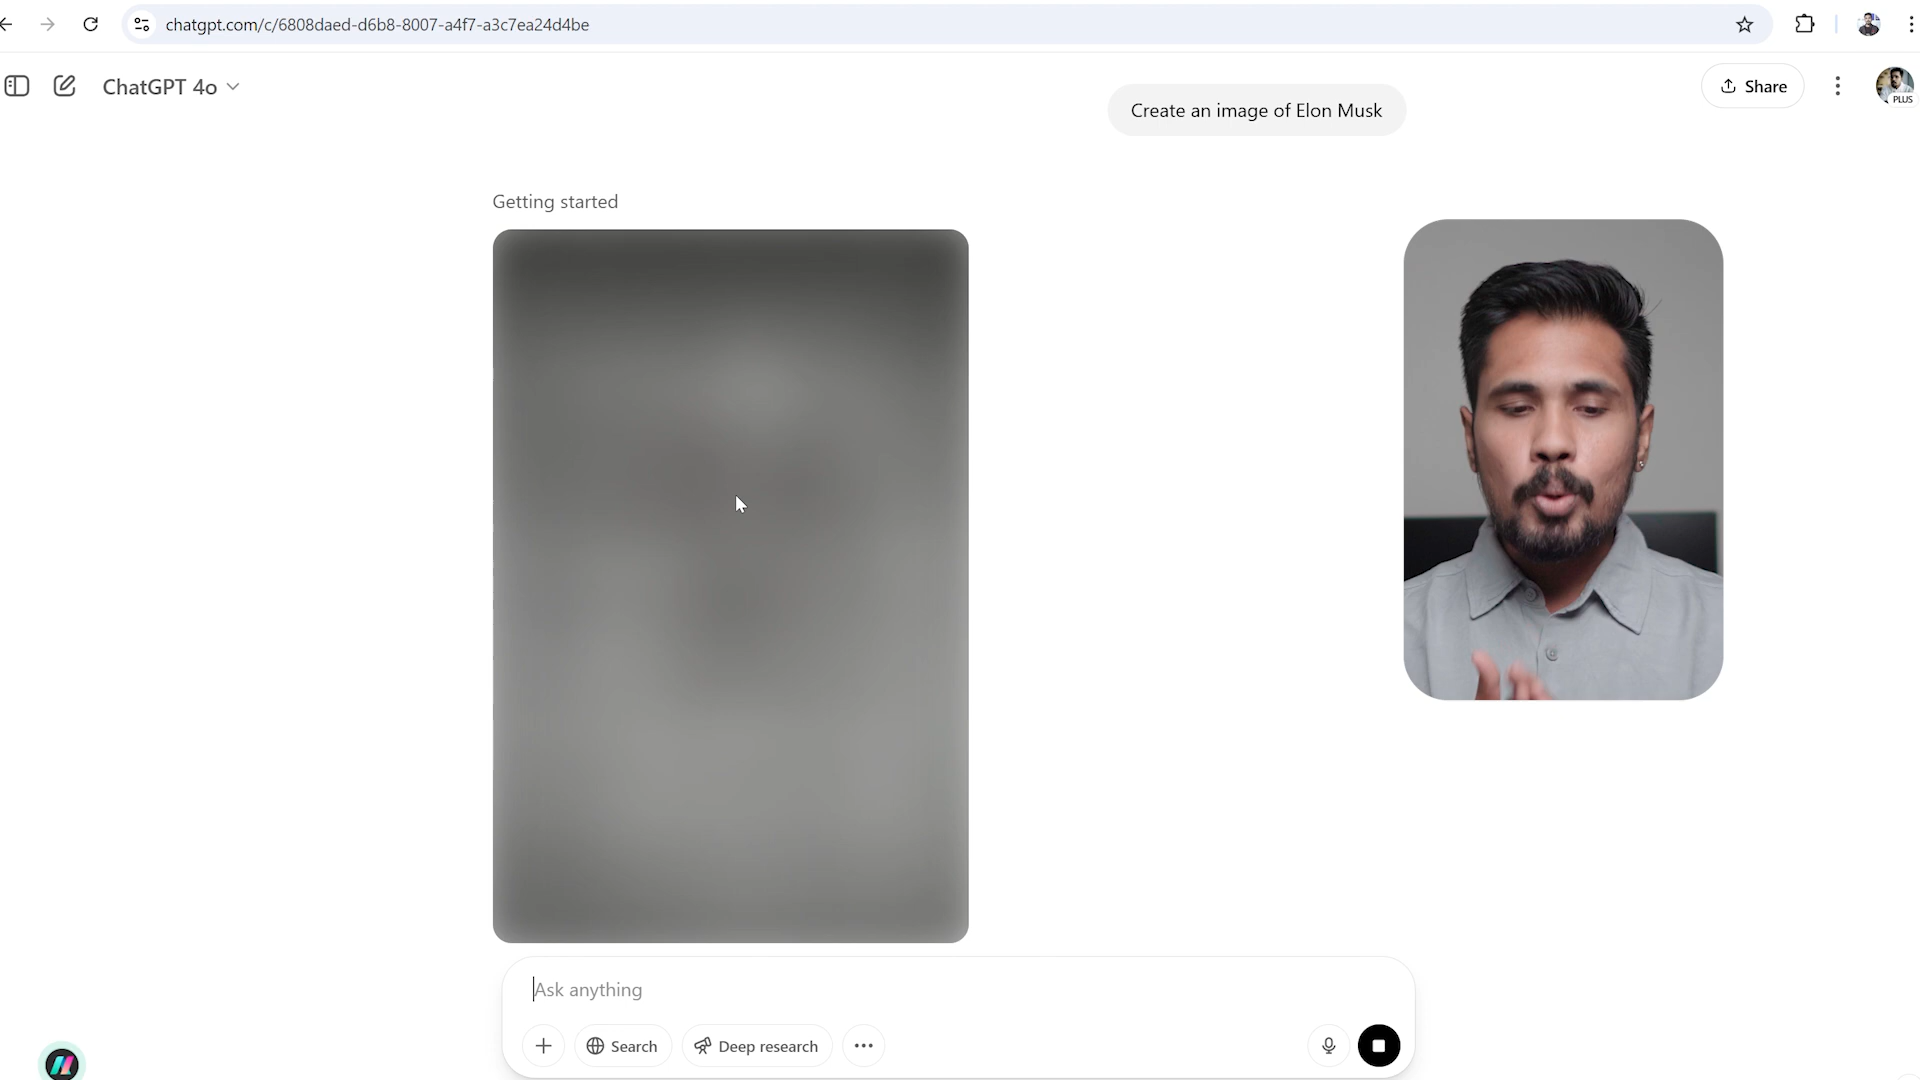 chatgpt.com/c/6808daed-d6b8-8007-a4f7-a3c7ea24d4be
ChatGPT 4o
Share
PLUS
Create an image of Elon Musk
Getting started
Ask anything
Search
Deep research